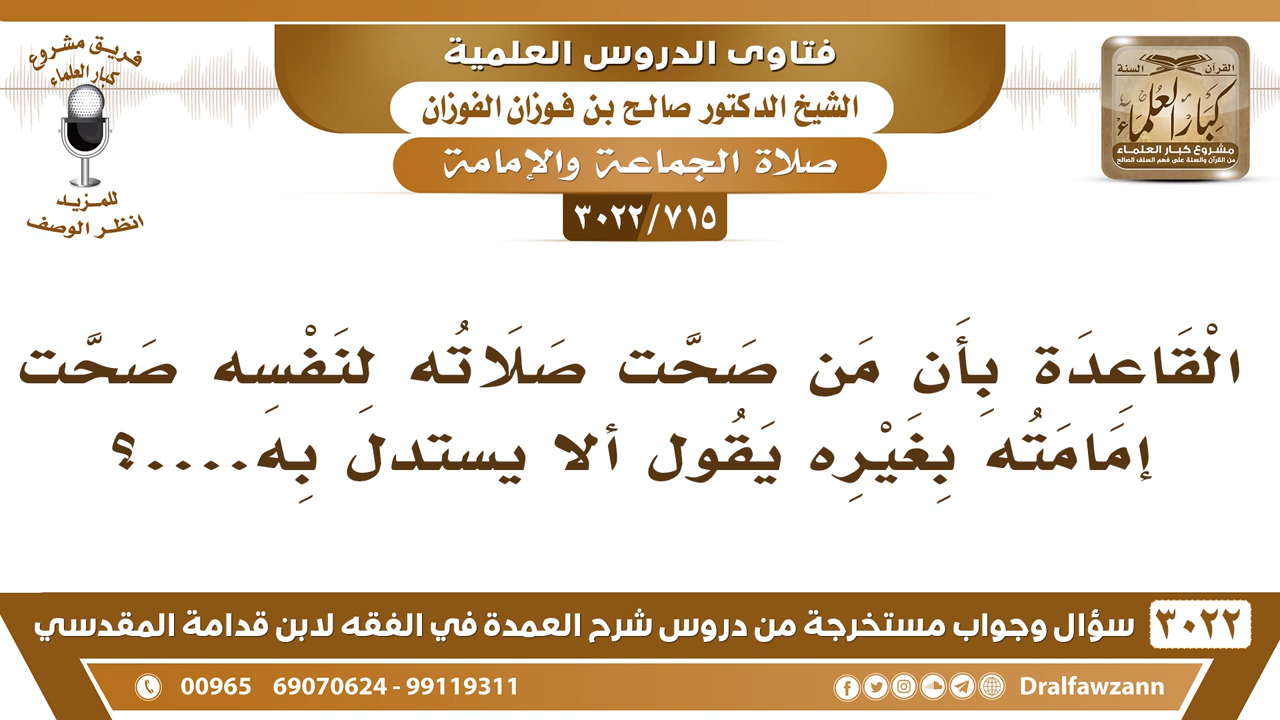 فريق مشروع
كبار العلماء
للمزيد
انظر الوصف
فتاوى الدروس العلمية
الشيخ الدكتور صالح بن فوزان الفوزان
صلاة الجماعة والإمامة
٣٠٢٢/٧١٥
القرآن السنة
كبار العلماء
مشروع كبار العلماء
من القرآن والسنة على فهم السلف الصالح
الْقَاعِدَة بِأَن مَن صَحَّت صَلَاتُه لنَفْسِه صَحَّت
إمَامَتُه بِغَيْرِه يَقُول ألا يستدلَ بِهَ....؟
٣٠٢٢ سؤال وجواب مستخرجة من دروس شرح العمدة في الفقه لابن قدامة المقدسي
00965 69070624 - 99119311
Dralfawzann